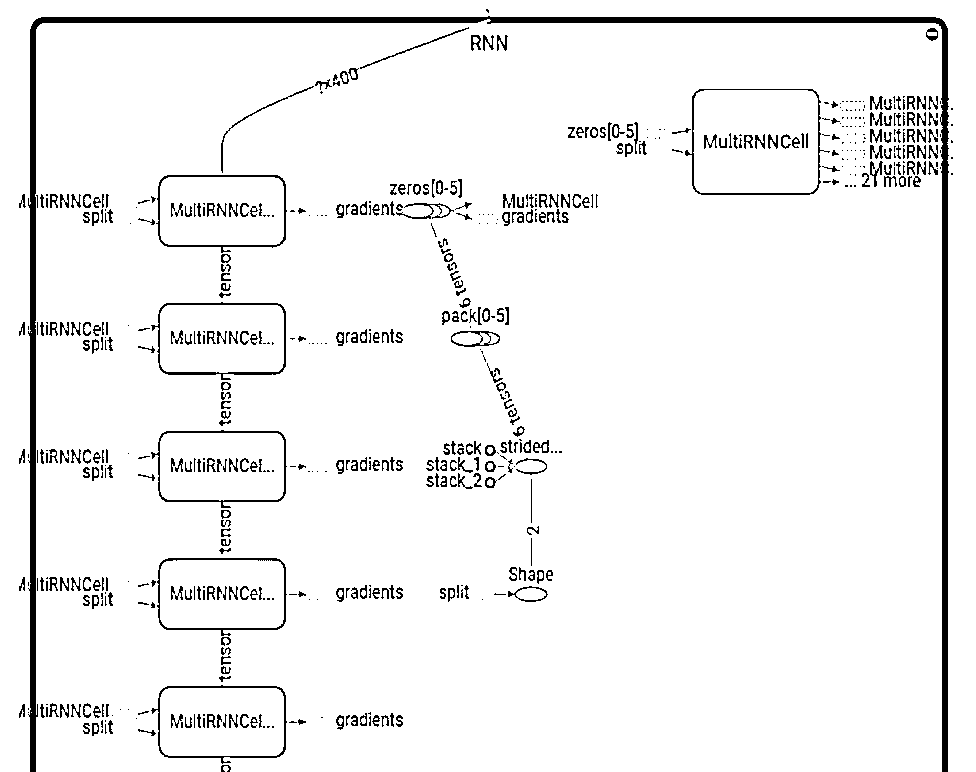 RNN
?x400
zeros[0-5]
split
MultiRNNCell
MultiRNNC...
MultiRNNC...
MultiRNNC...
MultiRNNC...
MultiRNNC...
... 21 more
MultiRNNCell
split
MultiRNNCel...
gradients
zeros[0-5]
MultiRNNCell
gradients
tensor
6 tensors
MultiRNNCell
split
MultiRNNCel...
gradients
pack[0-5]
tensor
6 tensors
MultiRNNCell
split
MultiRNNCel...
gradients
stack
stack_1
stack_2
strided...
tensor
2
MultiRNNCell
split
MultiRNNCel...
gradients
split
Shape
tensor
MultiRNNCell
split
MultiRNNCel...
gradients